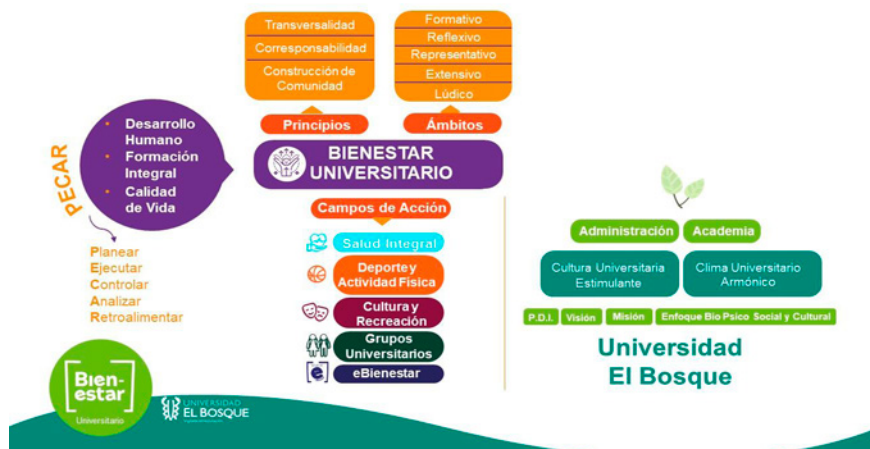 Transversalidad
Corresponsabilidad
Construcción de
Comunidad
Formativo
Reflexivo
Representativo
Extensivo
Lúdico
Principios
Ámbitos
PECAR
• Desarrollo
Humano
• Formación
Integral
• Calidad
de Vida
BIENESTAR
UNIVERSITARIO
Campos de Acción
Salud Integral
Deporte y
Actividad Física
Cultura y
Recreación
Grupos
Universitarios
eBienestar
Planear
Ejecutar
Controlar
Analizar
Retroalimentar
Administración
Academia
Cultura Universitaria
Estimulante
Clima Universitario
Armónico
P.D.I.
Visión
Misión
Enfoque Bio Psico Social y Cultural
Universidad
El Bosque
Bien-
estar
Universitario
UNIVERSIDAD
EL BOSQUE